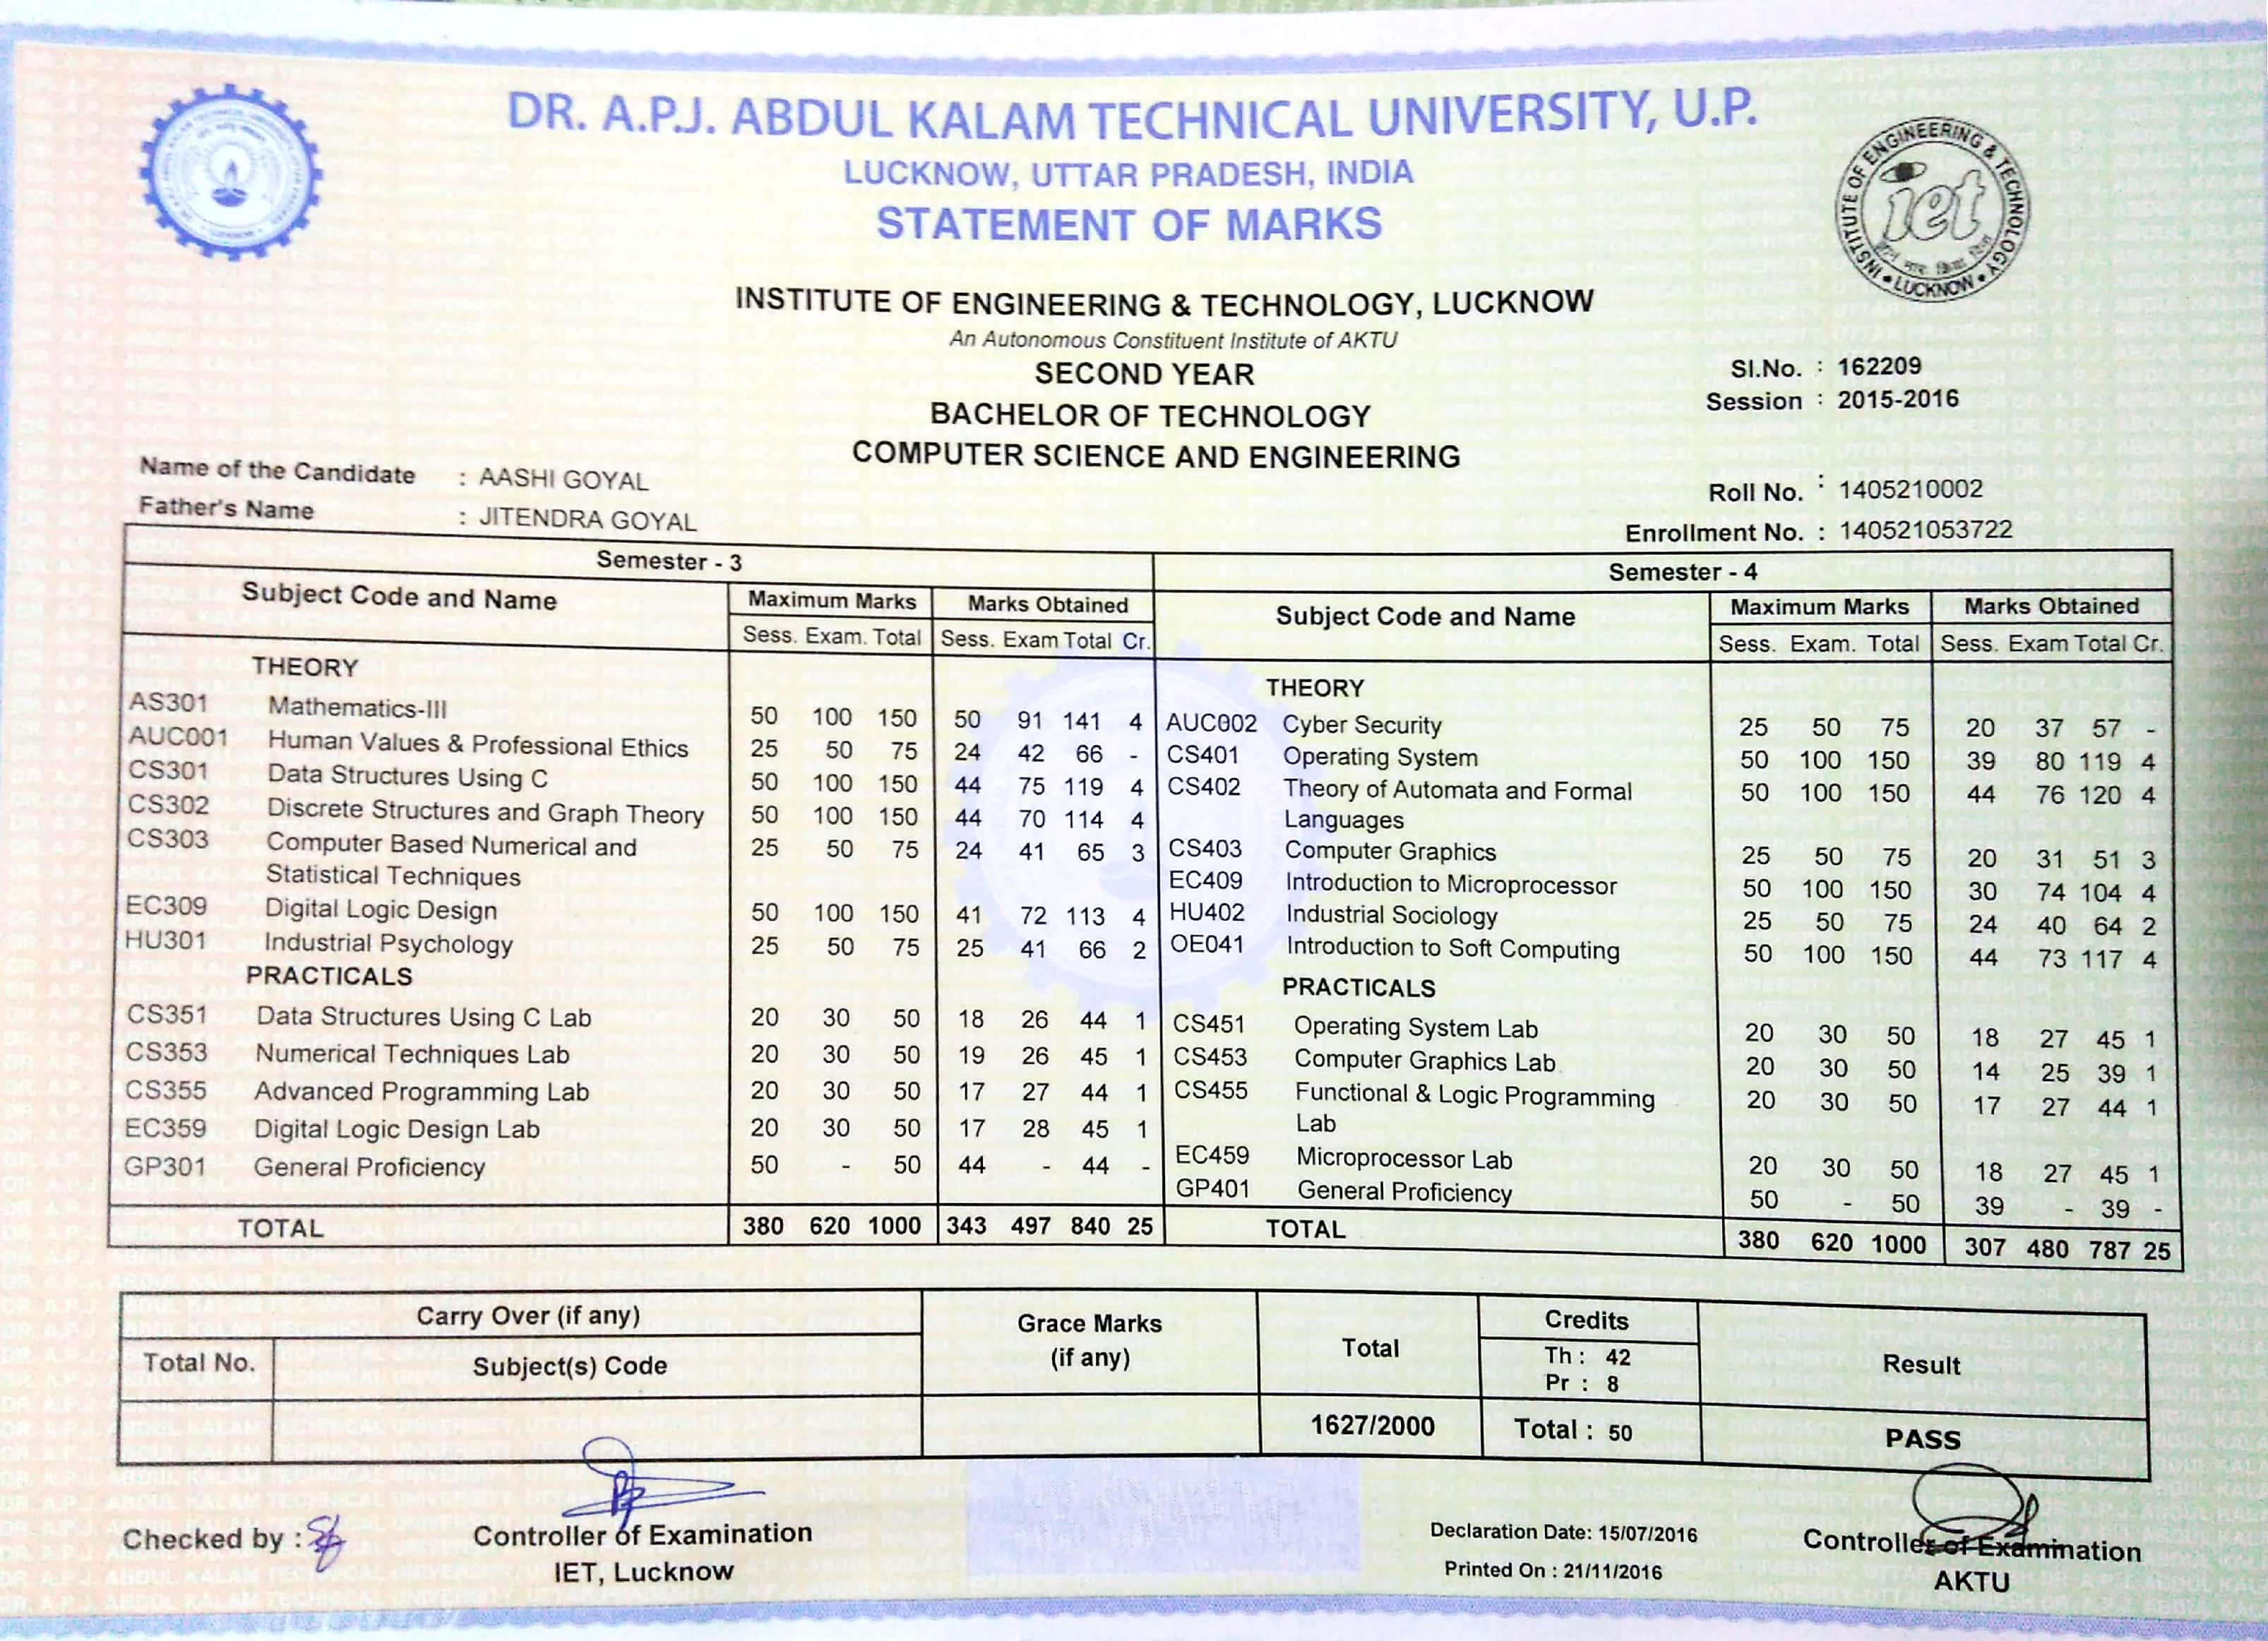 DR. A.P.J. ABDUL KALAM TECHNICAL UNIVERSITY, U.P.
LUCKNOW, UTTAR PRADESH, INDIA
STATEMENT OF MARKS
INSTITUTE OF ENGINEERING & TECHNOLOGY
• LUCKNOW •
iet
INSTITUTE OF ENGINEERING & TECHNOLOGY, LUCKNOW
An Autonomous Constituent Institute of AKTU
SECOND YEAR
BACHELOR OF TECHNOLOGY
COMPUTER SCIENCE AND ENGINEERING
Sl.No. : 162209
Session : 2015-2016
Name of the Candidate : AASHI GOYAL
Father's Name : JITENDRA GOYAL
Roll No. : 1405210002
Enrollment No. : 140521053722
Semester - 3
Subject Code and Name Maximum Marks Marks Obtained
Sess. Exam. Total Sess. Exam Total Cr.
THEORY
AS301 Mathematics-III 50 100 150 50 91 141 4
AUC001 Human Values & Professional Ethics 25 50 75 24 42 66 -
CS301 Data Structures Using C 50 100 150 44 75 119 4
CS302 Discrete Structures and Graph Theory 50 100 150 44 70 114 4
CS303 Computer Based Numerical and 25 50 75 24 41 65 3
Statistical Techniques
EC309 Digital Logic Design 50 100 150 41 72 113 4
HU301 Industrial Psychology 25 50 75 25 41 66 2
PRACTICALS
CS351 Data Structures Using C Lab 20 30 50 18 26 44 1
CS353 Numerical Techniques Lab 20 30 50 19 26 45 1
CS355 Advanced Programming Lab 20 30 50 17 27 44 1
EC359 Digital Logic Design Lab 20 30 50 17 28 45 1
GP301 General Proficiency 50 - 50 44 - 44 -
TOTAL 380 620 1000 343 497 840 25
Semester - 4
Subject Code and Name Maximum Marks Marks Obtained
Sess. Exam. Total Sess. Exam Total Cr.
THEORY
AUC002 Cyber Security 25 50 75 20 37 57 -
CS401 Operating System 50 100 150 39 80 119 4
CS402 Theory of Automata and Formal 50 100 150 44 76 120 4
Languages
CS403 Computer Graphics 25 50 75 20 31 51 3
EC409 Introduction to Microprocessor 50 100 150 30 74 104 4
HU402 Industrial Sociology 25 50 75 24 40 64 2
OE041 Introduction to Soft Computing 50 100 150 44 73 117 4
PRACTICALS
CS451 Operating System Lab 20 30 50 18 27 45 1
CS453 Computer Graphics Lab 20 30 50 14 25 39 1
CS455 Functional & Logic Programming 20 30 50 17 27 44 1
Lab
EC459 Microprocessor Lab 20 30 50 18 27 45 1
GP401 General Proficiency 50 - 50 39 - 39 -
TOTAL 380 620 1000 307 480 787 25
Carry Over (if any)
Total No. Subject(s) Code
Grace Marks
(if any)
Total
1627/2000
Credits
Th : 42
Pr : 8
Total : 50
Result
PASS
Checked by :
Controller of Examination
IET, Lucknow
Declaration Date: 15/07/2016
Printed On : 21/11/2016
Controller of Examination
AKTU